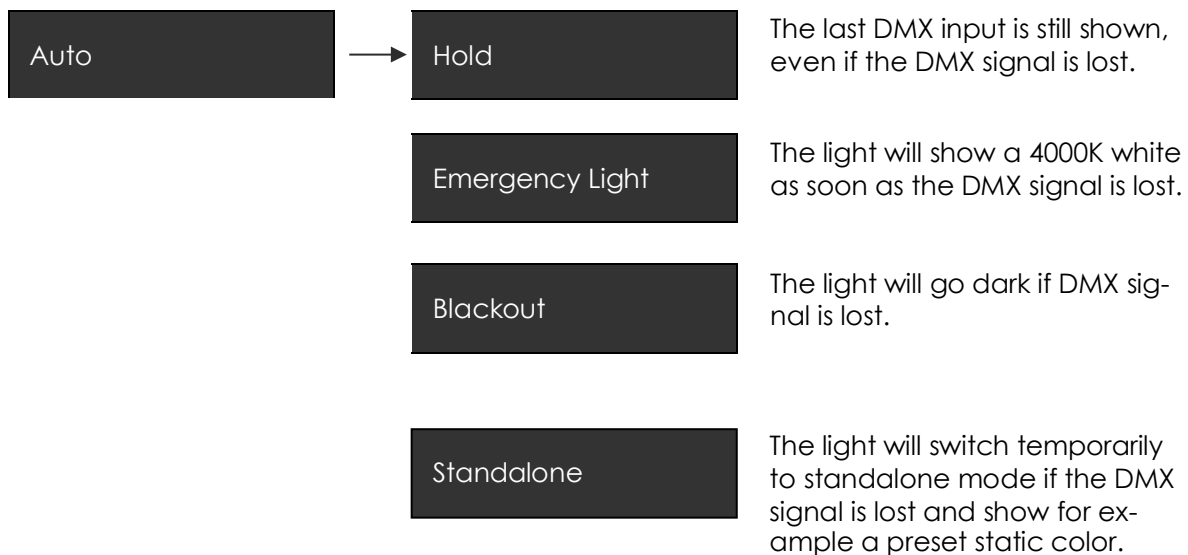 Auto
Hold
The last DMX input is still shown,
even if the DMX signal is lost.
Emergency Light
The light will show a 4000K white
as soon as the DMX signal is lost.
Blackout
The light will go dark if DMX sig-
nal is lost.
Standalone
The light will switch temporarily
to standalone mode if the DMX
signal is lost and show for ex-
ample a preset static color.